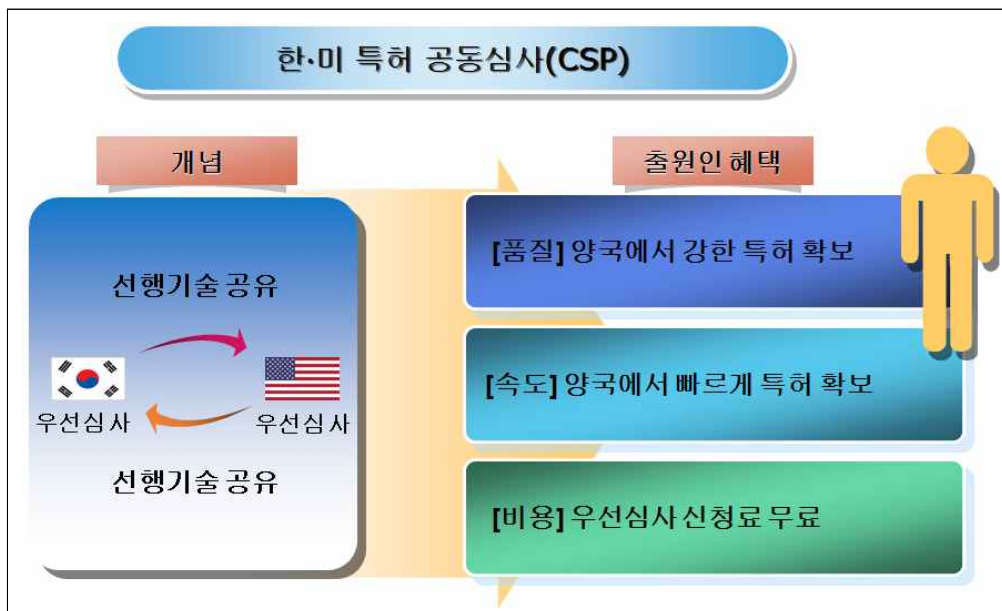 한·미 특허 공동심사(CSP)
개념
선행기술 공유
우선심사
우선심사
선행기술 공유
출원인 혜택
[품질] 양국에서 강한 특허 확보
[속도] 양국에서 빠르게 특허 확보
[비용] 우선심사 신청료 무료